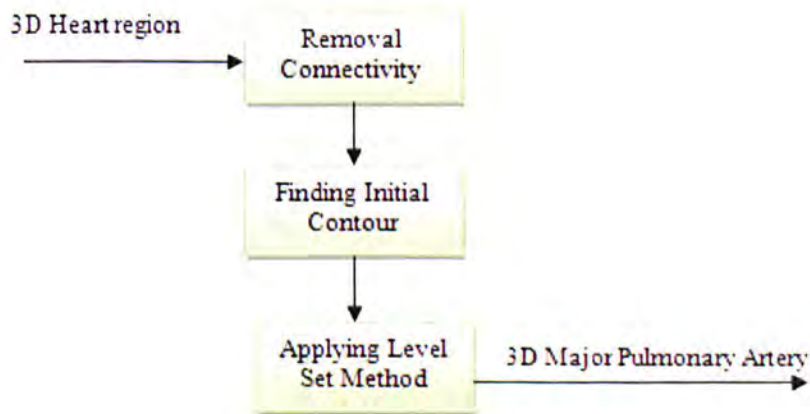 3D Heart region
Removal
Connectivity
Finding Initial
Contour
Applying Level
Set Method
3D Major Pulmonary Artery